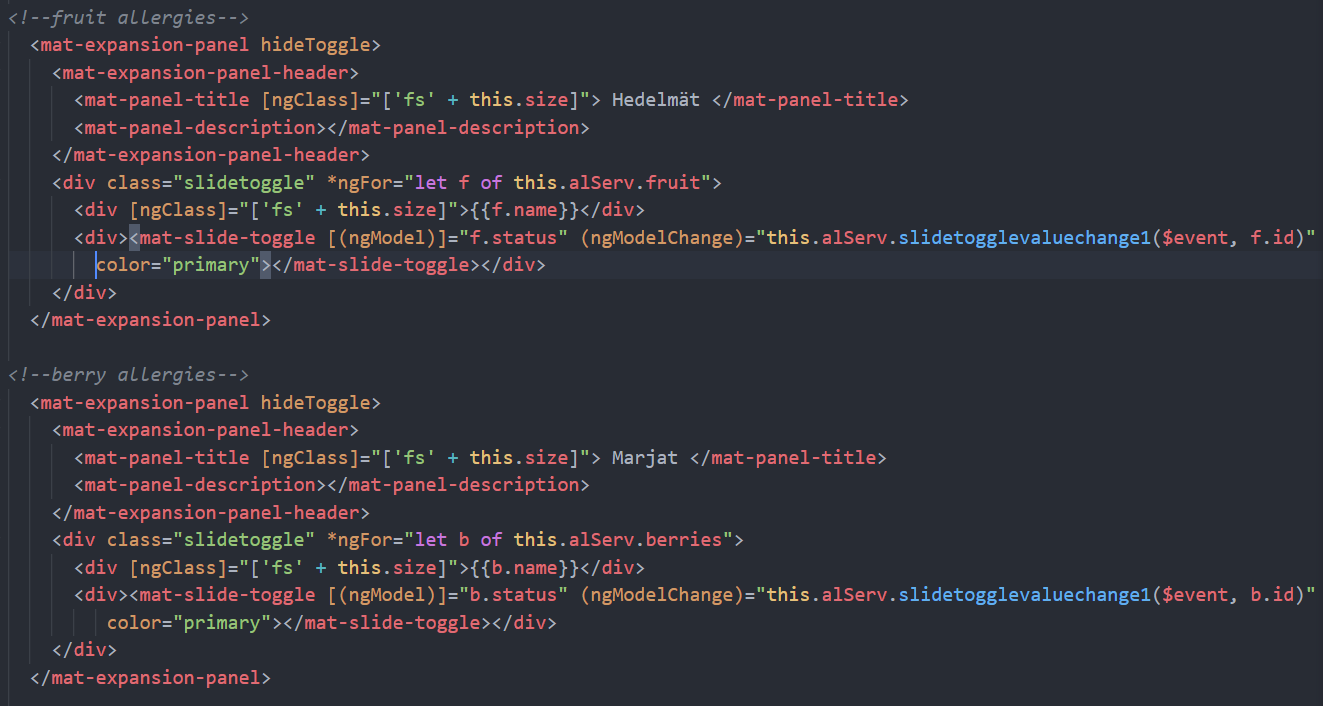 <!--fruit allergies-->
<mat-expansion-panel hideToggle>
<mat-expansion-panel-header>
<mat-panel-title [ngClass]="['fs' + this.size]"> Hedelmät </mat-panel-title>
<mat-panel-description></mat-panel-description>
</mat-expansion-panel-header>
<div class="slidetoggle" *ngFor="let f of this.alServ.fruit">
<div [ngClass]="['fs' + this.size]">{{f.name}}</div>
<div><mat-slide-toggle [(ngModel)]="f.status" (ngModelChange)="this.alServ.slidetogglevaluechange1($event, f.id)"
color="primary"></mat-slide-toggle></div>
</div>
</mat-expansion-panel>
<!--berry allergies-->
<mat-expansion-panel hideToggle>
<mat-expansion-panel-header>
<mat-panel-title [ngClass]="['fs' + this.size]"> Marjat </mat-panel-title>
<mat-panel-description></mat-panel-description>
</mat-expansion-panel-header>
<div class="slidetoggle" *ngFor="let b of this.alServ.berries">
<div [ngClass]="['fs' + this.size]">{{b.name}}</div>
<div><mat-slide-toggle [(ngModel)]="b.status" (ngModelChange)="this.alServ.slidetogglevaluechange1($event, b.id)"
color="primary"></mat-slide-toggle></div>
</div>
</mat-expansion-panel>